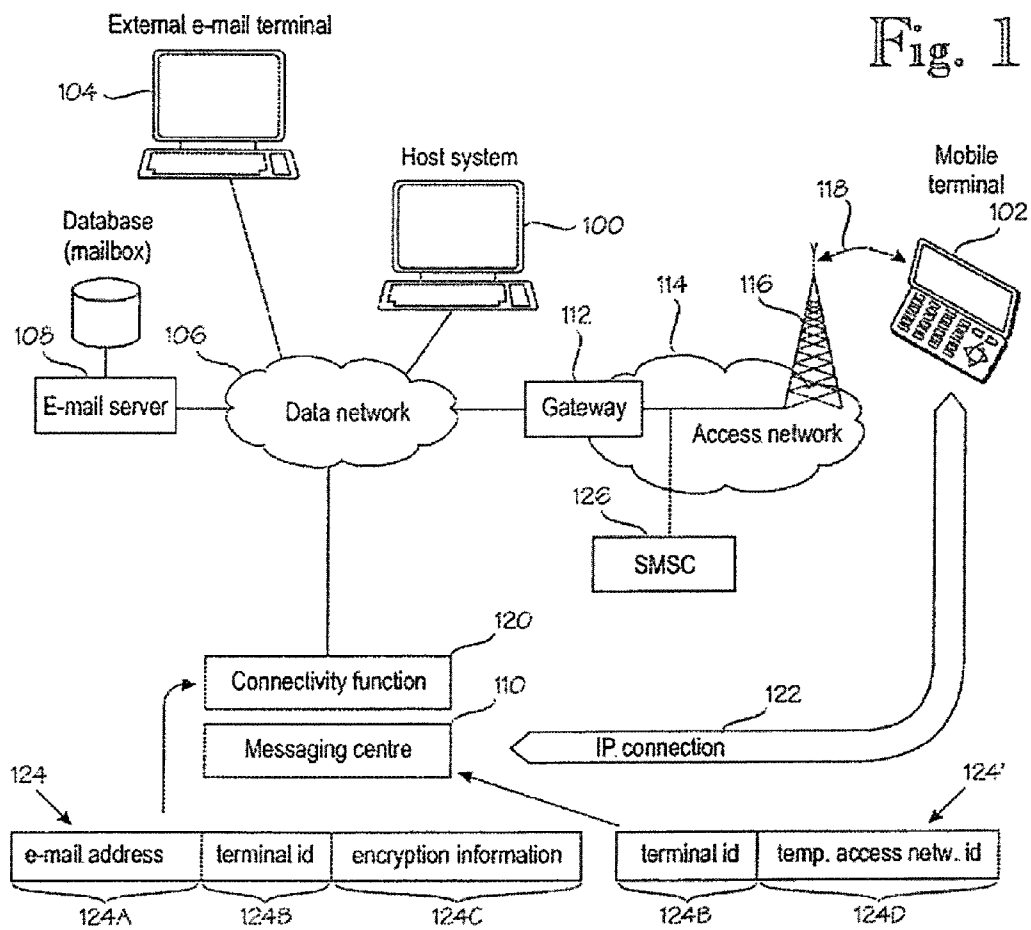 External e-mail terminal
Fig. 1
104
Host system
Mobile
terminal
118
102
Database
(mailbox)
100
114
116
108
106
112
E-mail server
Data network
Gateway
Access network
126
SMSC
120
Connectivity function
110
Messaging centre
122
IP connection
124
124'
e-mail address
terminal id
encryption information
terminal id
temp. access netw. id
124A
124B
124C
124B
124D